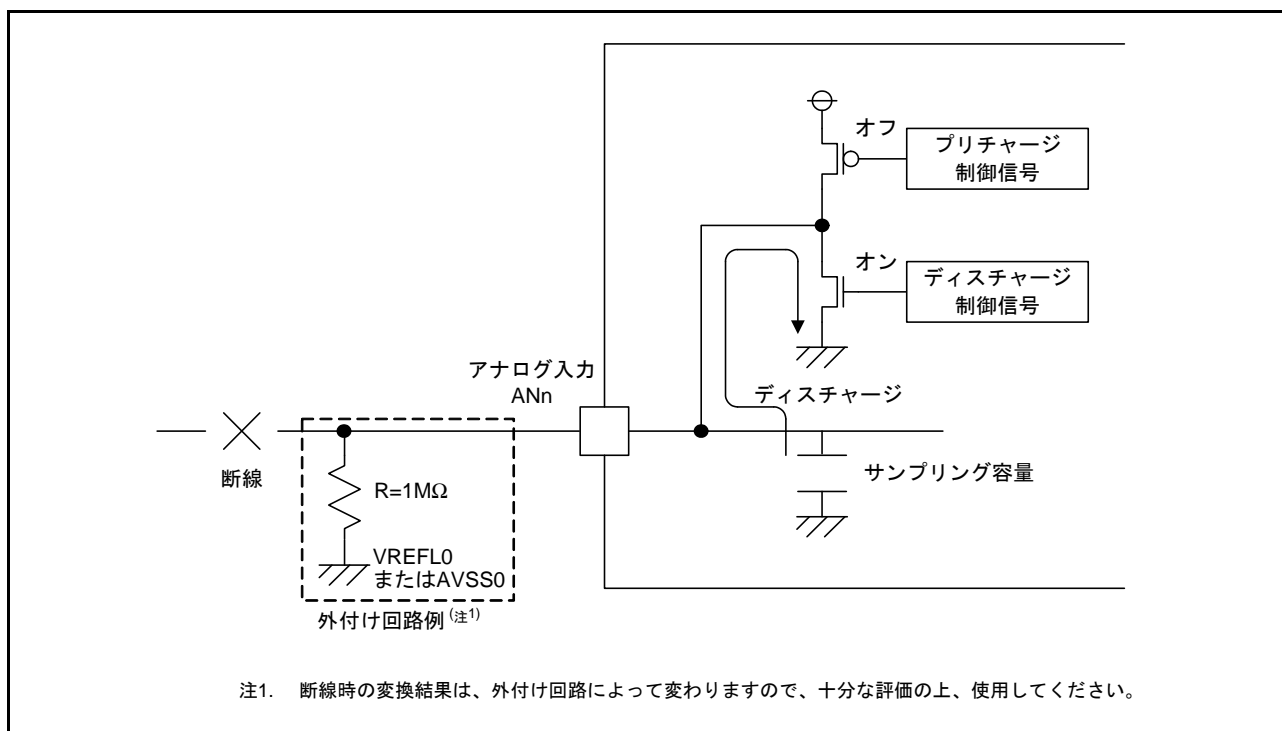 オフ
プリチャージ
制御信号
オン
ディスチャージ
制御信号
アナログ入力
ANn
ディスチャージ
断線
R=1MΩ
サンプリング容量
VREFL0
またはAVSS0
外付け回路例(注1)
注1. 断線時の変換結果は、外付け回路によって変わりますので、十分な評価の上、使用してください。